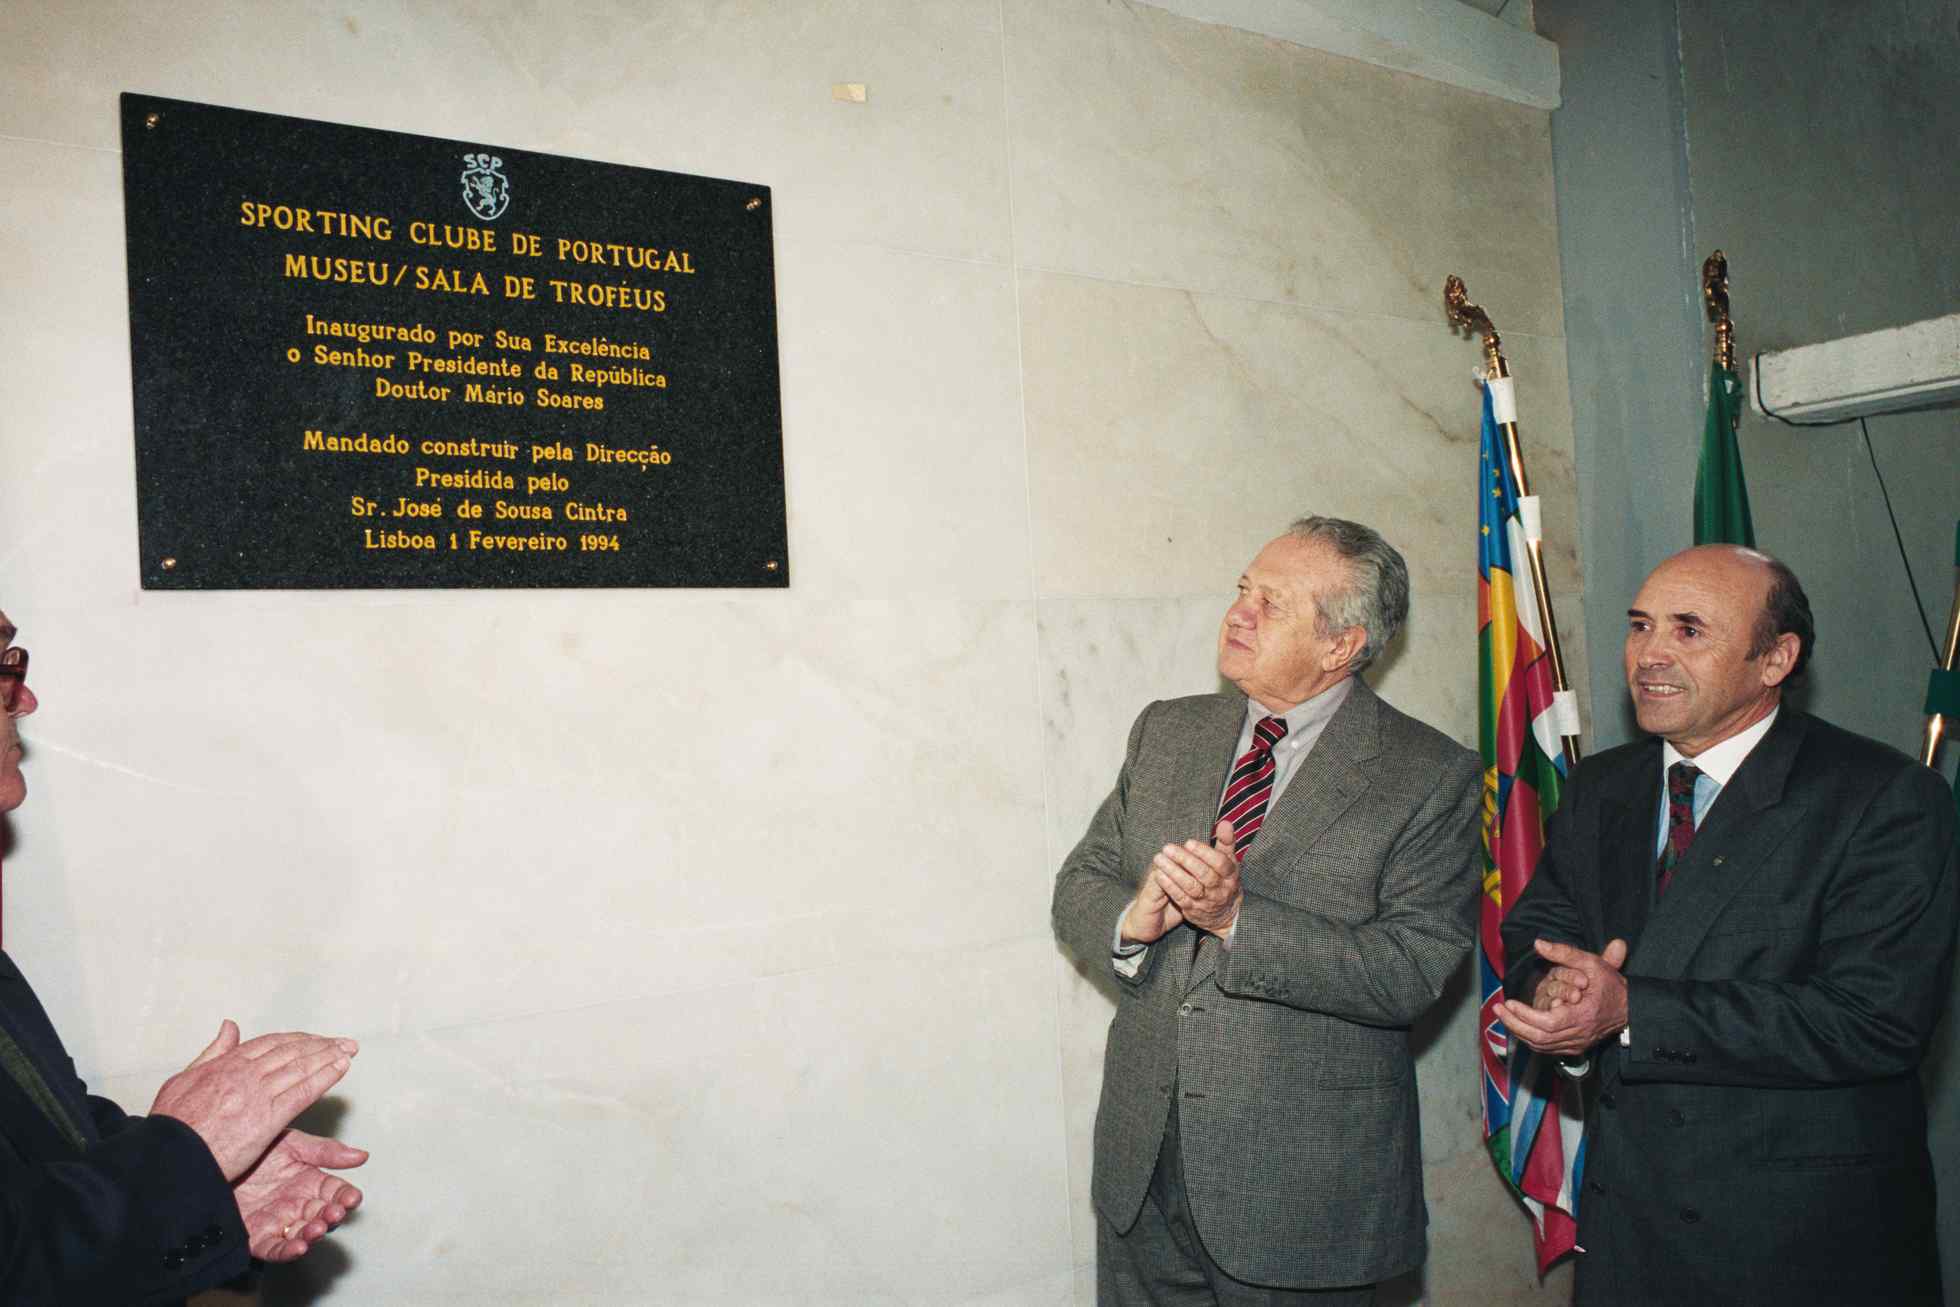 SCP
SPORTING CLUBE DE PORTUGAL
MUSEU/SALA DE TROFÉUS
Inaugurado por Sua Excelência
o Senhor Presidente da República
Doutor Mário Soares
Mandado construir pela Direcção
Presidida pelo
Sr. José de Sousa Cintra
Lisboa 1 Fevereiro 1994